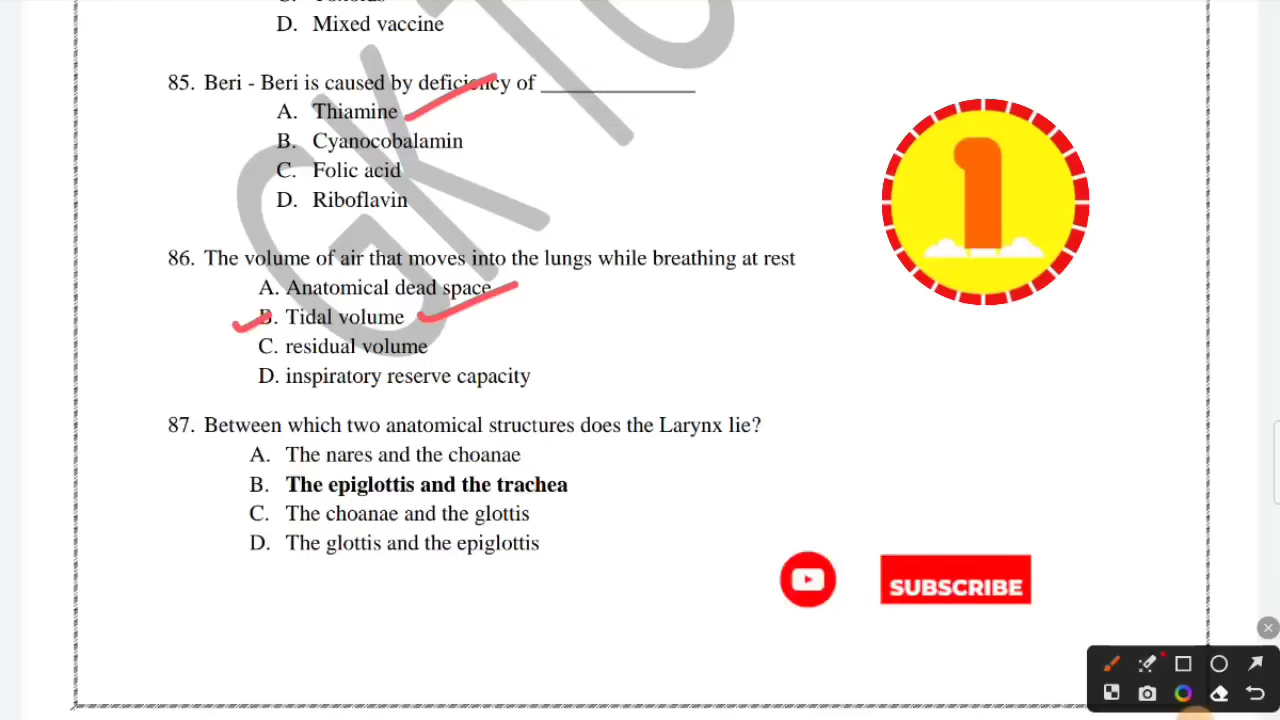 D. Mixed vaccine
85. Beri - Beri is caused by deficiency of ______________
A. Thiamine
B. Cyanocobalamin
C. Folic acid
D. Riboflavin
86. The volume of air that moves into the lungs while breathing at rest
A. Anatomical dead space
B. Tidal volume
C. residual volume
D. inspiratory reserve capacity
87. Between which two anatomical structures does the Larynx lie?
A. The nares and the choanae
B. The epiglottis and the trachea
C. The choanae and the glottis
D. The glottis and the epiglottis
1
SUBSCRIBE